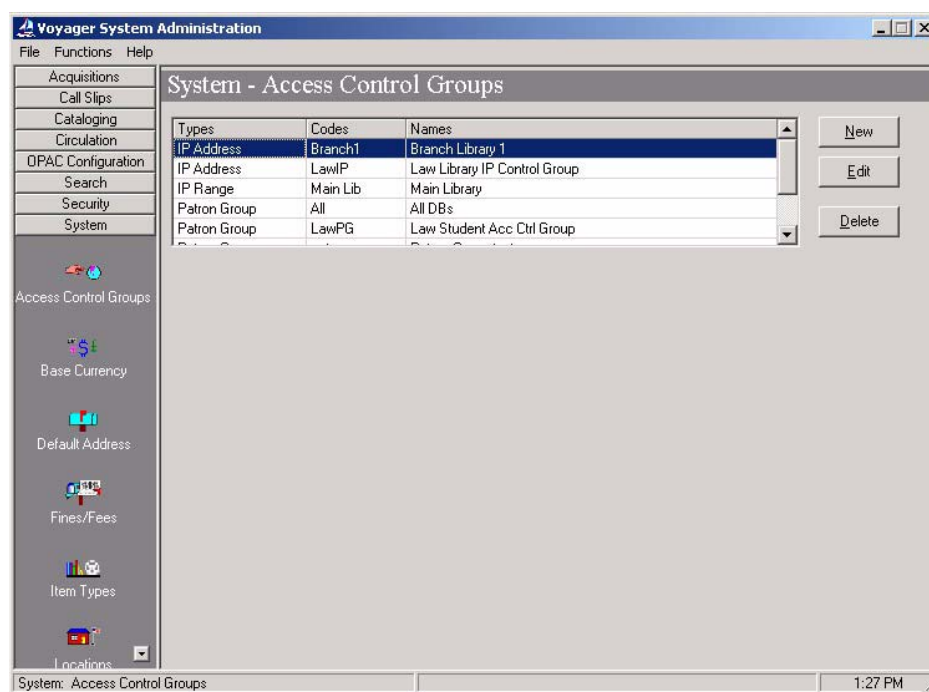 Voyager System Administration
File Functions Help
Acquisitions
Call Slips
Cataloging
Circulation
OPAC Configuration
Search
Security
System
Access Control Groups
Base Currency
Default Address
Fines/Fees
Item Types
Locations
System - Access Control Groups
Types Codes Names
IP Address Branch1 Branch Library 1
IP Address LawIP Law Library IP Control Group
IP Range Main Lib Main Library
Patron Group All All DBs
Patron Group LawPG Law Student Acc Ctrl Group
New
Edit
Delete
System: Access Control Groups
1:27 PM